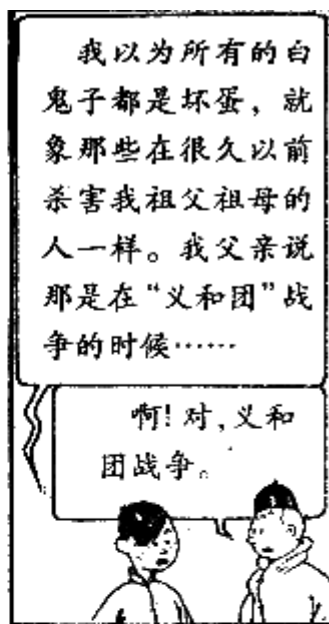 我以为所有的白
鬼子都是坏蛋，就
象那些在很久以前
杀害我祖父祖母的
人一样。我父亲说
那是在“义和团”战
争的时候……
啊！对，义和
团战争。